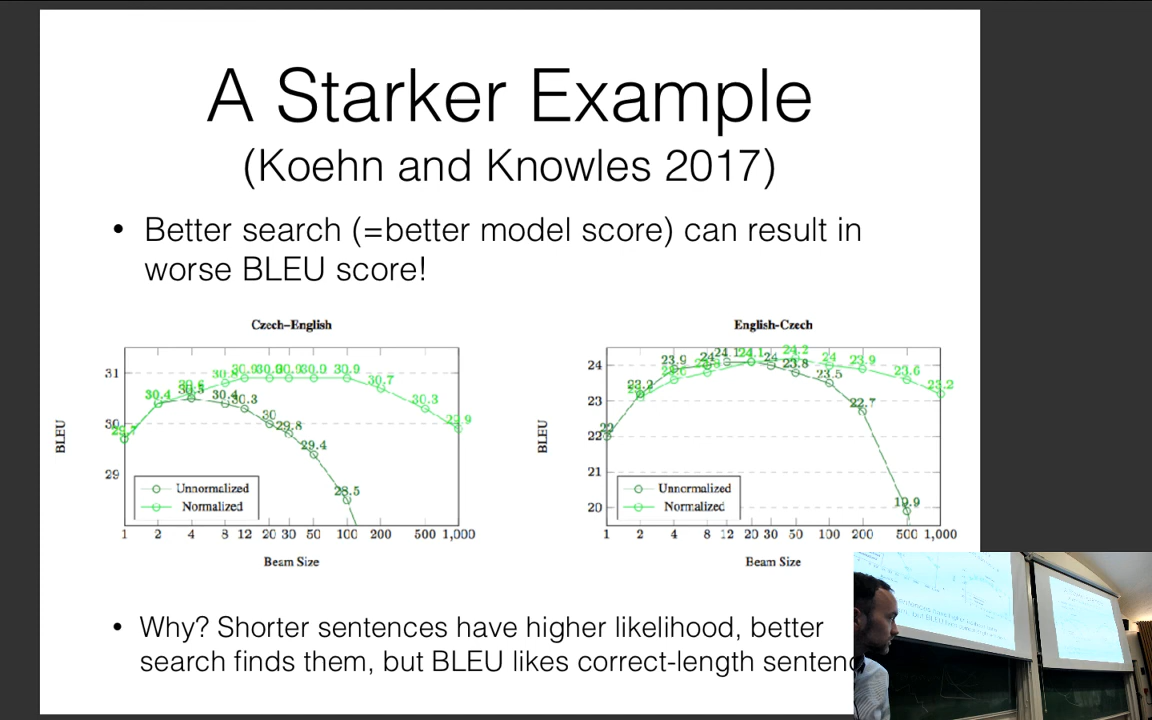 A Starker Example
(Koehn and Knowles 2017)
• Better search (=better model score) can result in
worse BLEU score!
Czech–English
BLEU
31
30
29
29.7
30.4
30.6
30.5
30.4
30.3
30.9
30.9
30.9
30.9
30.9
30
29.8
29.4
28.5
30.7
30.3
29.9
Unnormalized
Normalized
1 2 4 8 12 20 30 50 100 200 500 1,000
Beam Size
English-Czech
BLEU
24
23
22
21
20
22
23.2
23.9
24
24.1
24.1
24
24.2
23.8
24
23.5
23.9
22.7
23.6
23.2
19.9
Unnormalized
Normalized
1 2 4 8 12 20 30 50 100 200 500 1,000
Beam Size
• Why? Shorter sentences have higher likelihood, better
search finds them, but BLEU likes correct-length